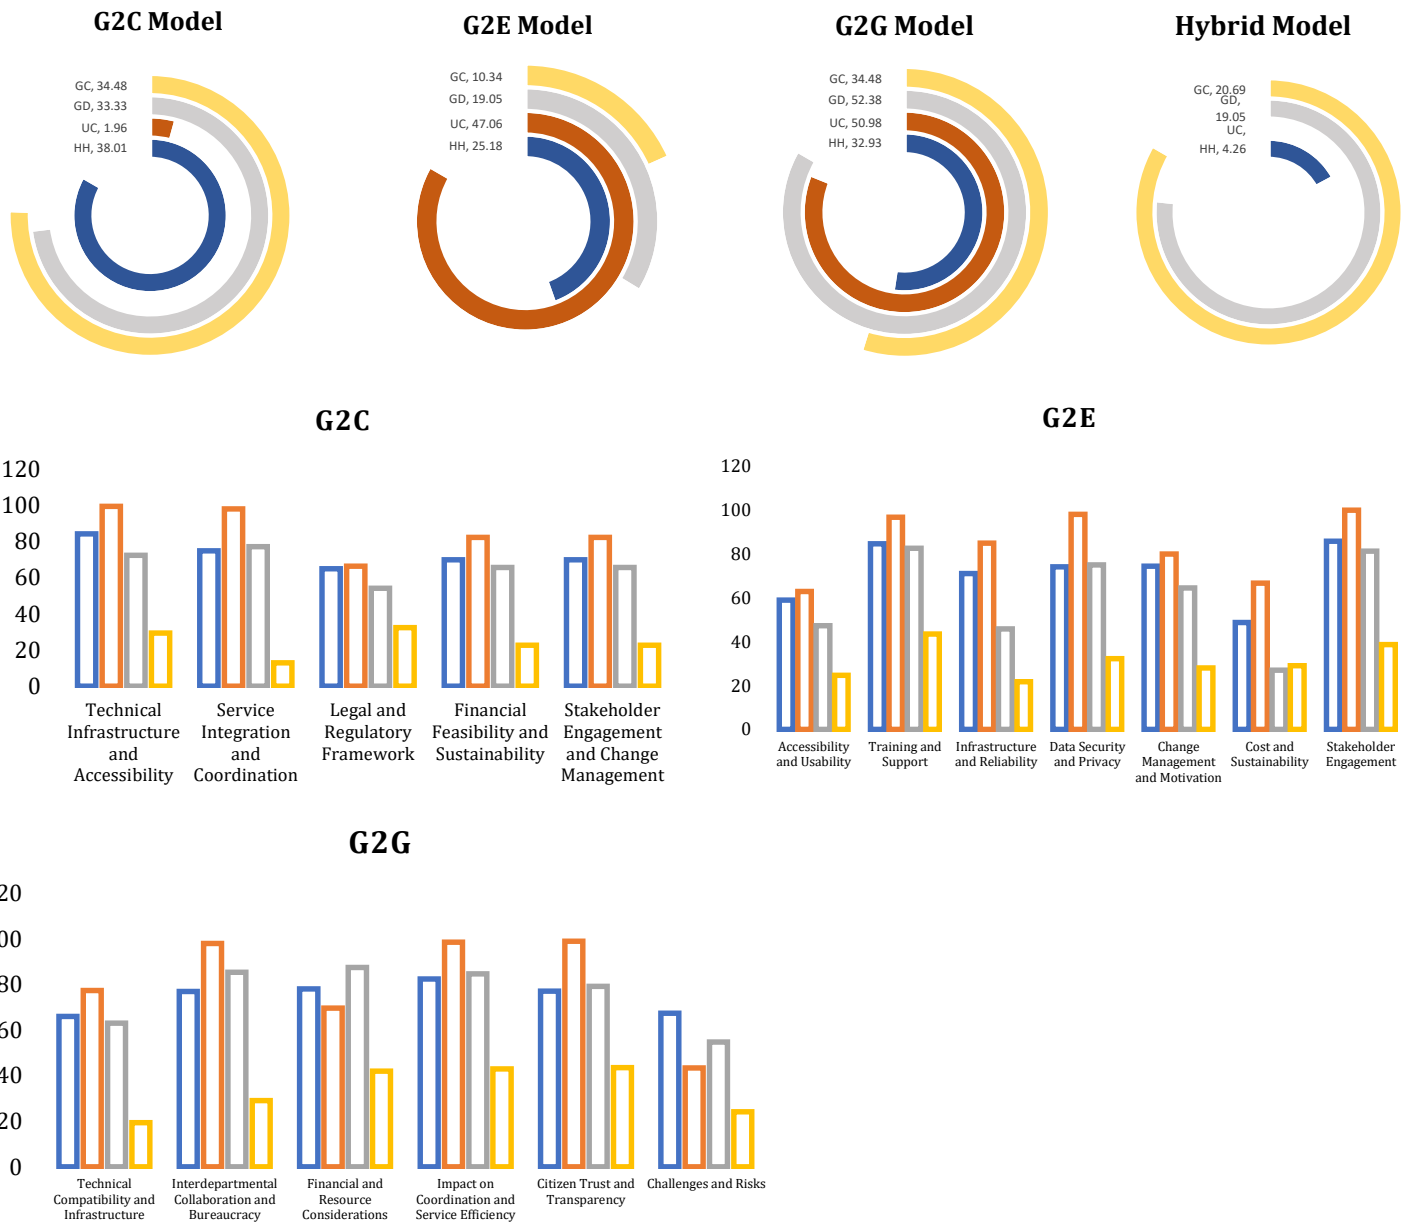 G2C Model
GC, 34.48
GD, 33.33
UC, 1.96
HH, 38.01
G2E Model
GC, 10.34
GD, 19.05
UC, 47.06
HH, 25.18
G2G Model
GC, 34.48
GD, 52.38
UC, 50.98
HH, 32.93
Hybrid Model
GC, 20.69
GD,
19.05
UC,
HH, 4.26
G2C
120
100
80
60
40
20
0
Technical
Infrastructure
and
Accessibility
Service
Integration
and
Coordination
Legal and
Regulatory
Framework
Financial
Feasibility and
Sustainability
Stakeholder
Engagement
and Change
Management
G2E
120
100
80
60
40
20
0
Accessibility
and Usability
Training and
Support
Infrastructure
and Reliability
Data Security
and Privacy
Change
Management
and Motivation
Cost and
Sustainability
Stakeholder
Engagement
G2G
20
00
80
60
40
20
0
Technical
Compatibility and
Infrastructure
Interdepartmental
Collaboration and
Bureaucracy
Financial and
Resource
Considerations
Impact on
Coordination and
Service Efficiency
Citizen Trust and
Transparency
Challenges and Risks